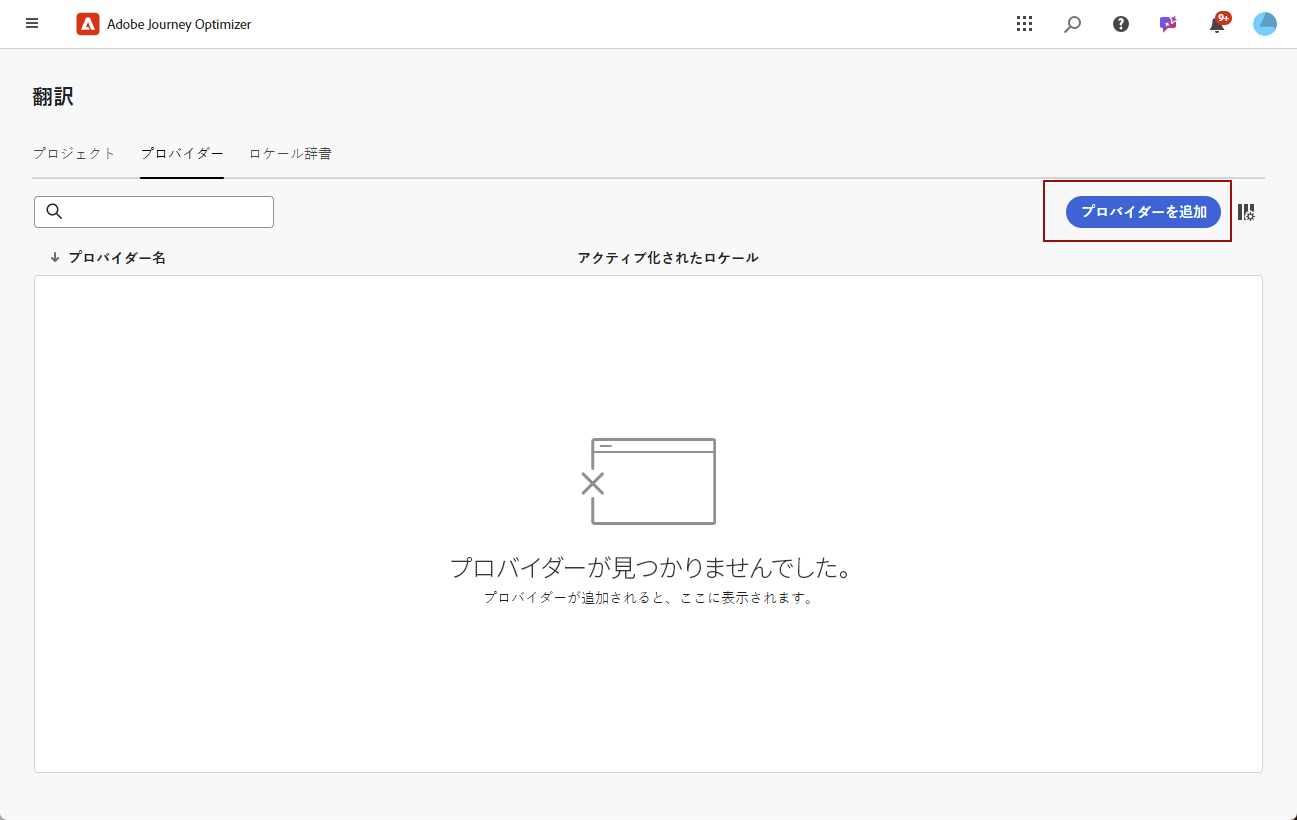 Adobe Journey Optimizer
9+
翻訳
プロジェクト プロバイダー ロケール辞書
プロバイダーを追加
プロバイダー名 アクティブ化されたロケール
プロバイダーが見つかりませんでした。
プロバイダーが追加されると、ここに表示されます。